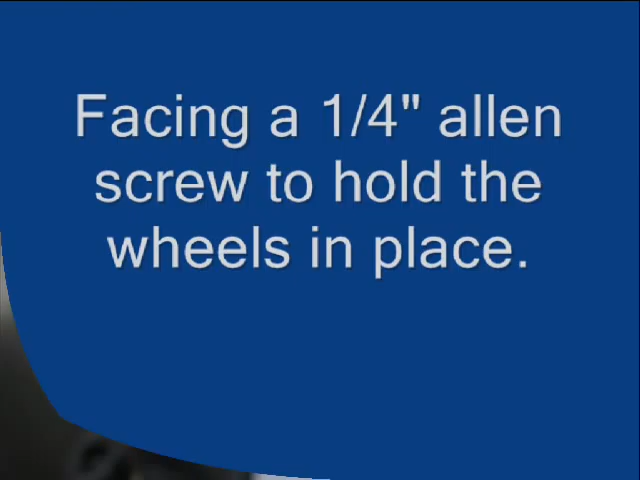 Facing a 1/4" allen
screw to hold the
wheels in place.